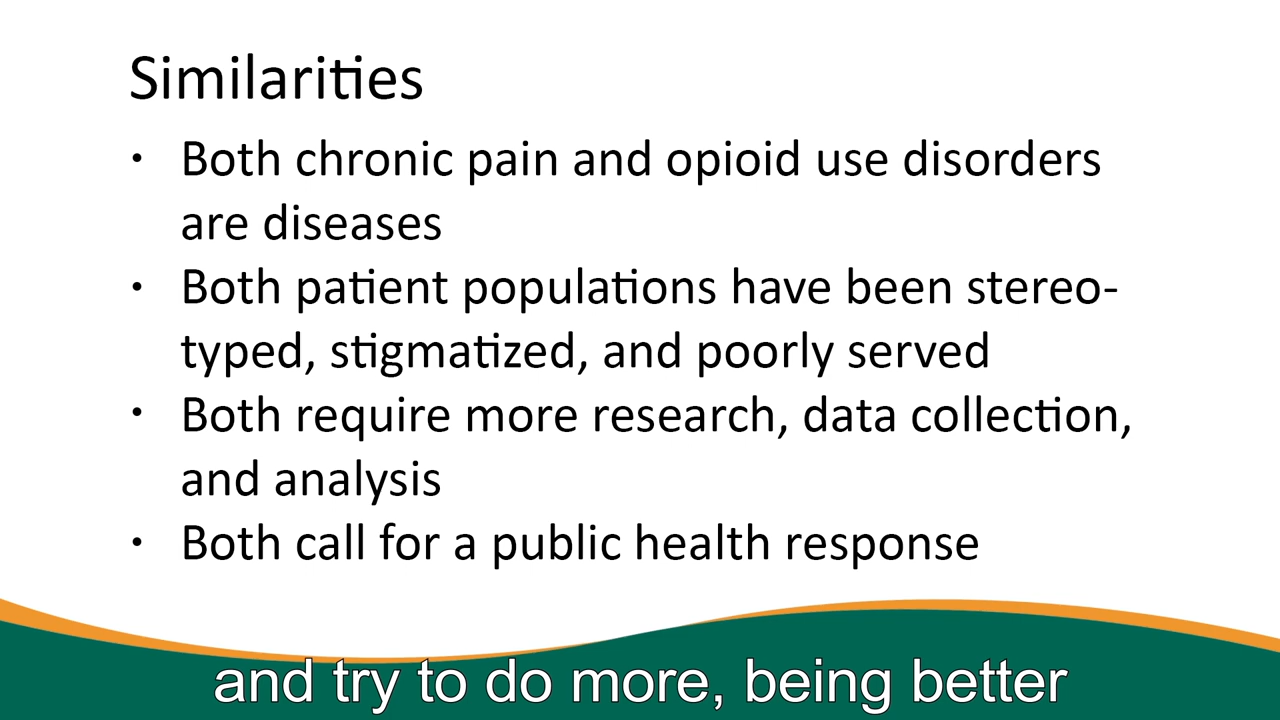 Similarities
• Both chronic pain and opioid use disorders
are diseases
• Both patient populations have been stereo-
typed, stigmatized, and poorly served
• Both require more research, data collection,
and analysis
• Both call for a public health response
and try to do more, being better